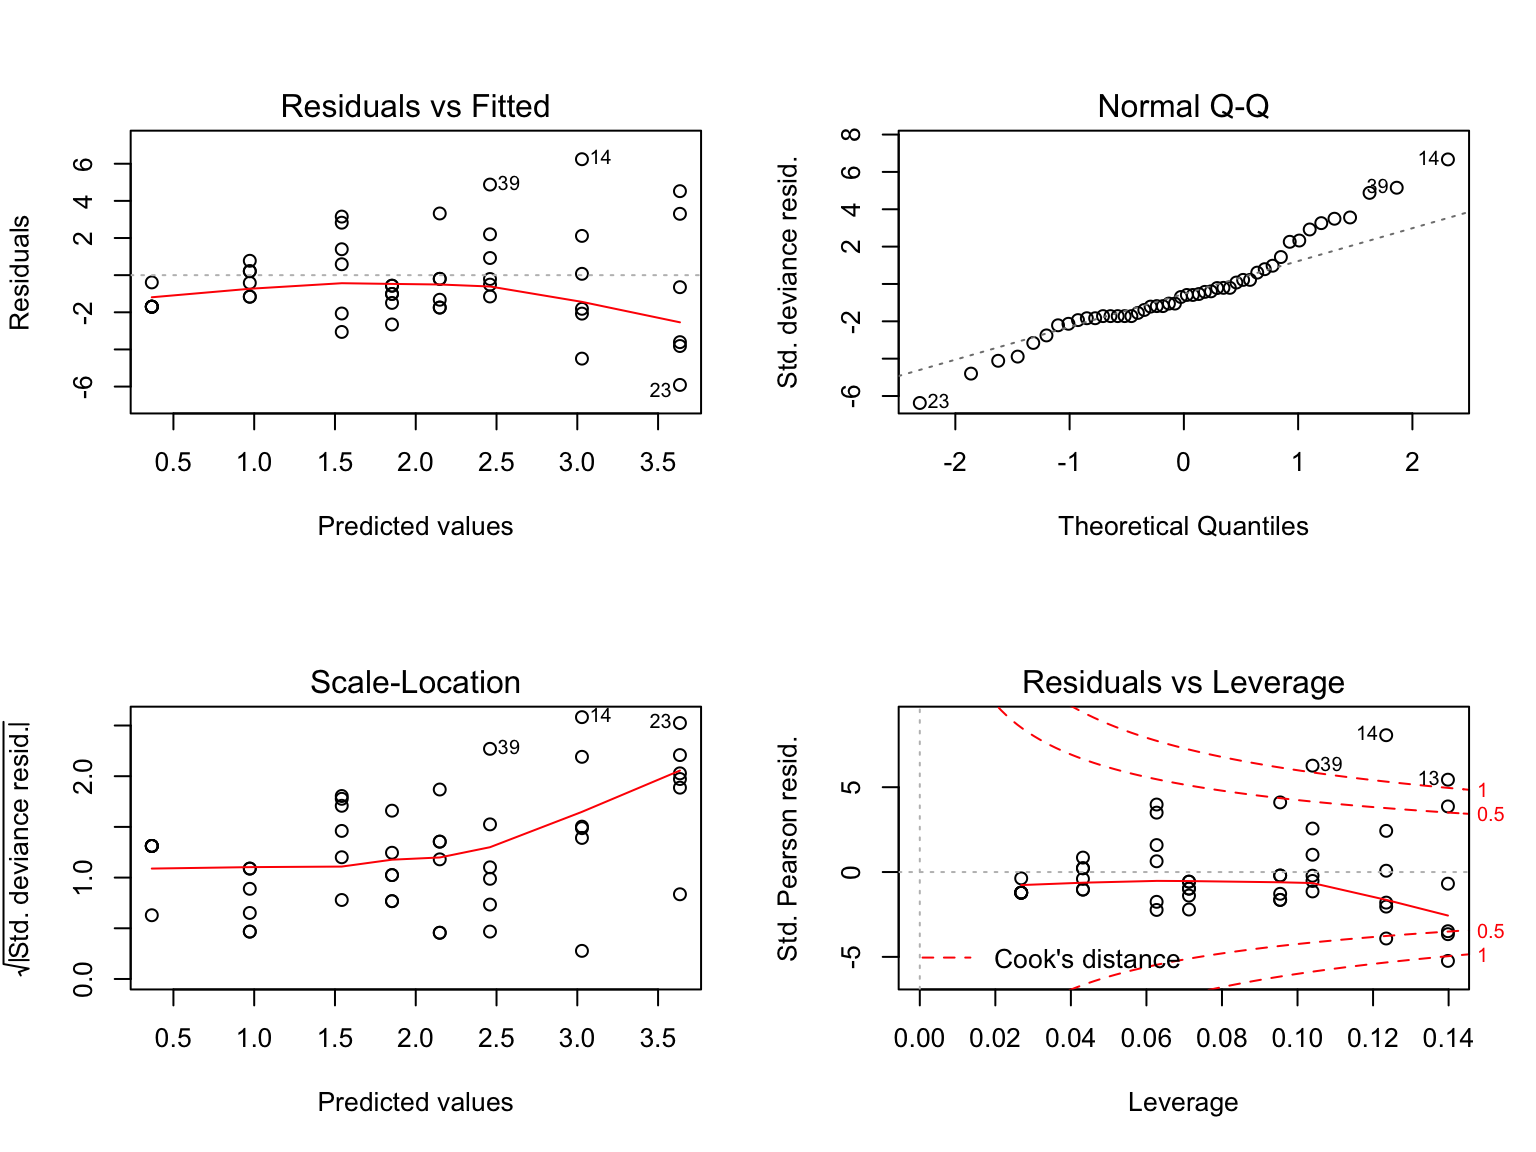 Residuals vs Fitted
Residuals
6
4
2
-2
-6
14
39
23
0.5 1.0 1.5 2.0 2.5 3.0 3.5
Predicted values
Normal Q-Q
Std. deviance resid.
8
6
4
2
-2
-6
14
39
23
-2 -1 0 1 2
Theoretical Quantiles
Scale-Location
√|Std. deviance resid.|
2.0
1.0
0.0
14
23
39
0.5 1.0 1.5 2.0 2.5 3.0 3.5
Predicted values
Residuals vs Leverage
Std. Pearson resid.
5
0
-5
14
39
13
1
0.5
0.5
1
Cook's distance
0.00 0.02 0.04 0.06 0.08 0.10 0.12 0.14
Leverage